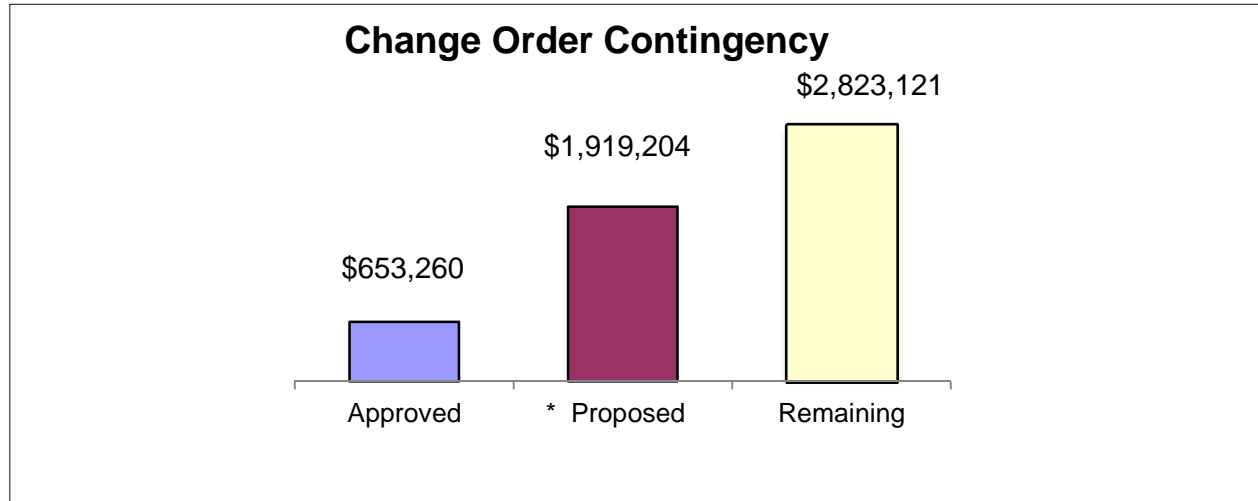 Change Order Contingency
$2,823,121
$1,919,204
$653,260
Approved
* Proposed
Remaining